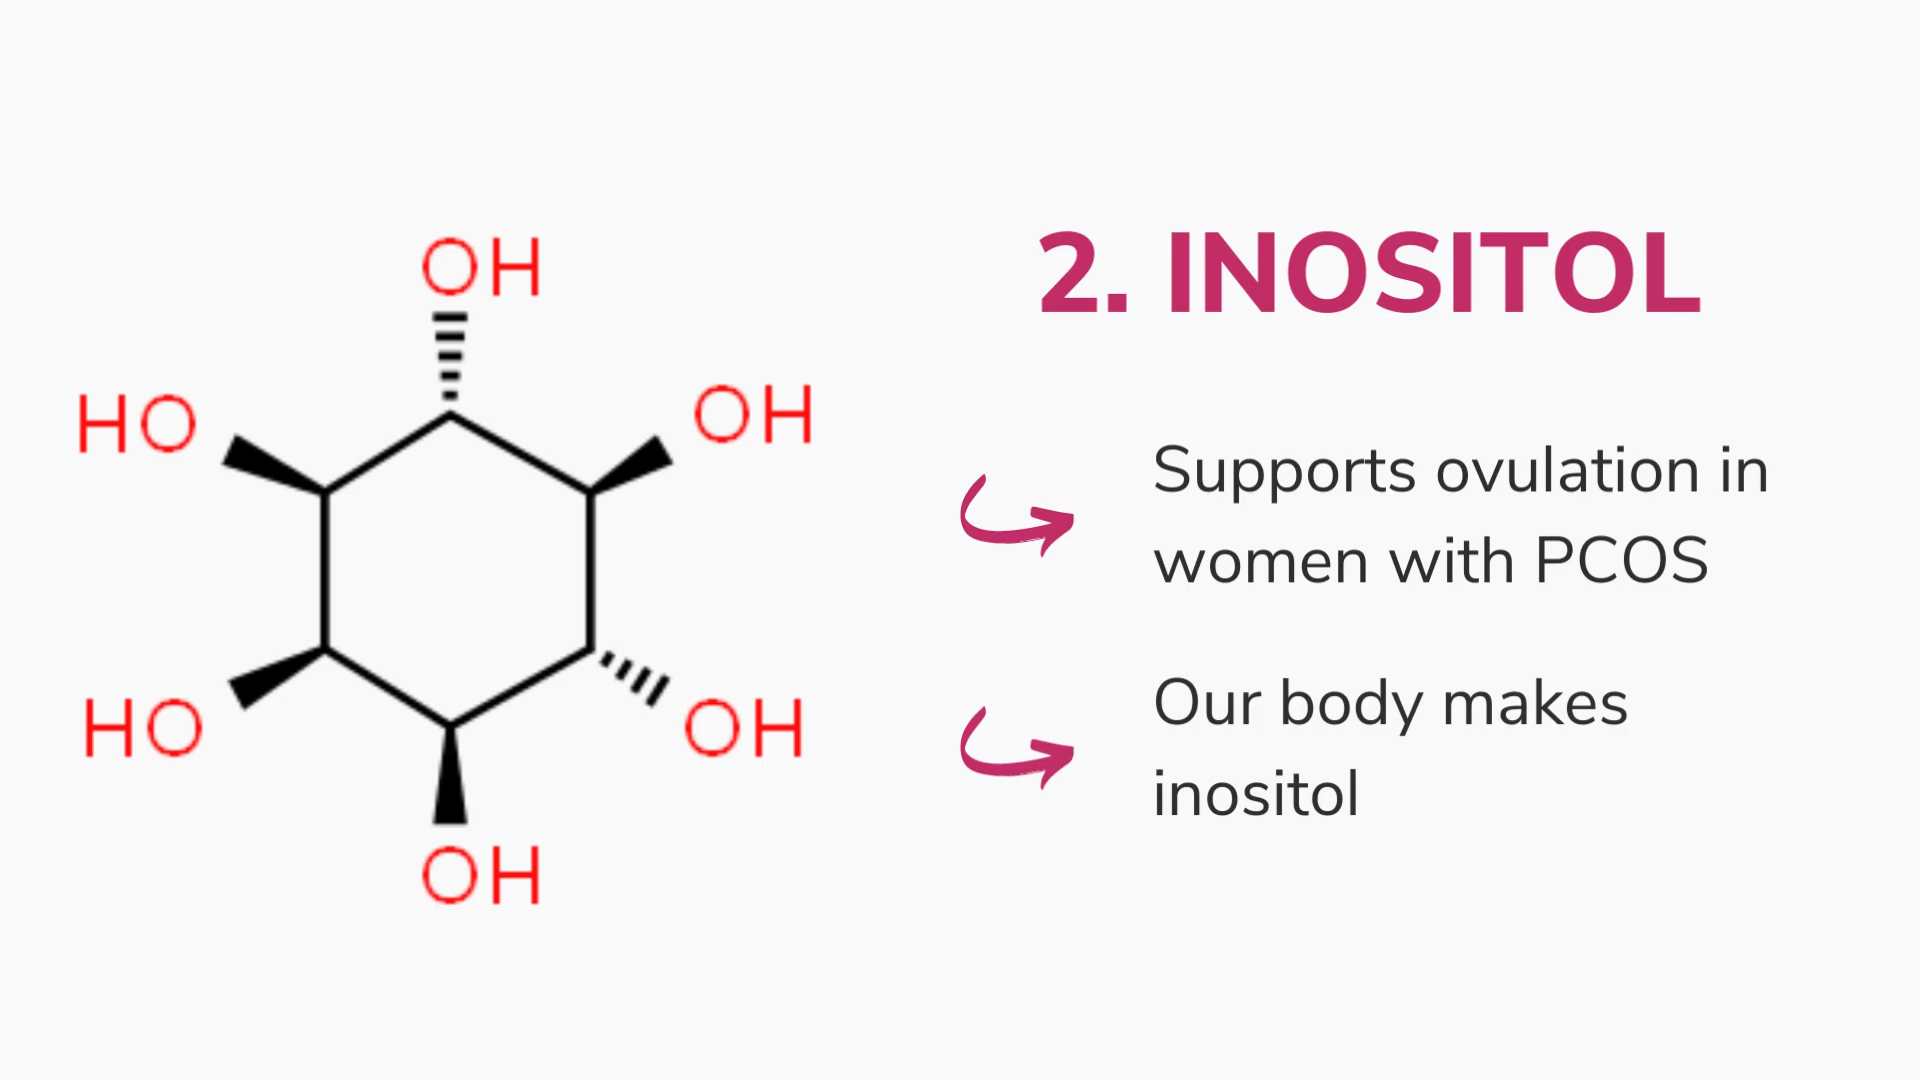 OH
HO
OH
HO
OH
OH
2. INOSITOL
Supports ovulation in
women with PCOS
Our body makes
inositol